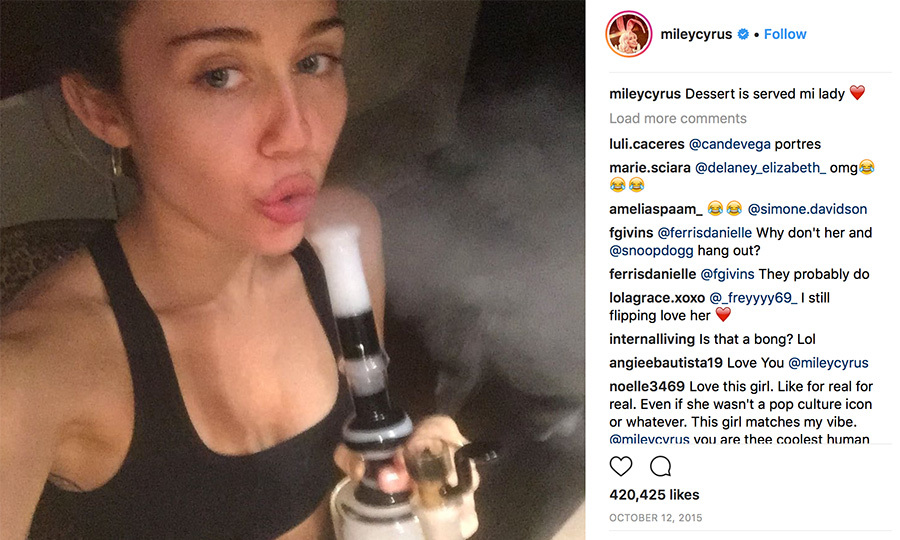 mileycyrus • Follow
mileycyrus Dessert is served mi lady ❤️
Load more comments
luli.caceres @candevega portres
marie.sciara @delaney_elizabeth_ omg😂
😂😂
ameliaspaam_ 😂😂 @simone.davidson
fgivins @ferrisdanielle Why don't her and
@snoopdogg hang out?
ferrisdanielle @fgivins They probably do
lolagrace.xoxo @_freyyyy69_ I still
flipping love her ❤️
internalliving Is that a bong? Lol
angieebautista19 Love You @mileycyrus
noelle3469 Love this girl. Like for real for
real. Even if she wasn't a pop culture icon
or whatever. This girl matches my vibe.
@mileycyrus you are thee coolest human
420,425 likes
OCTOBER 12, 2015